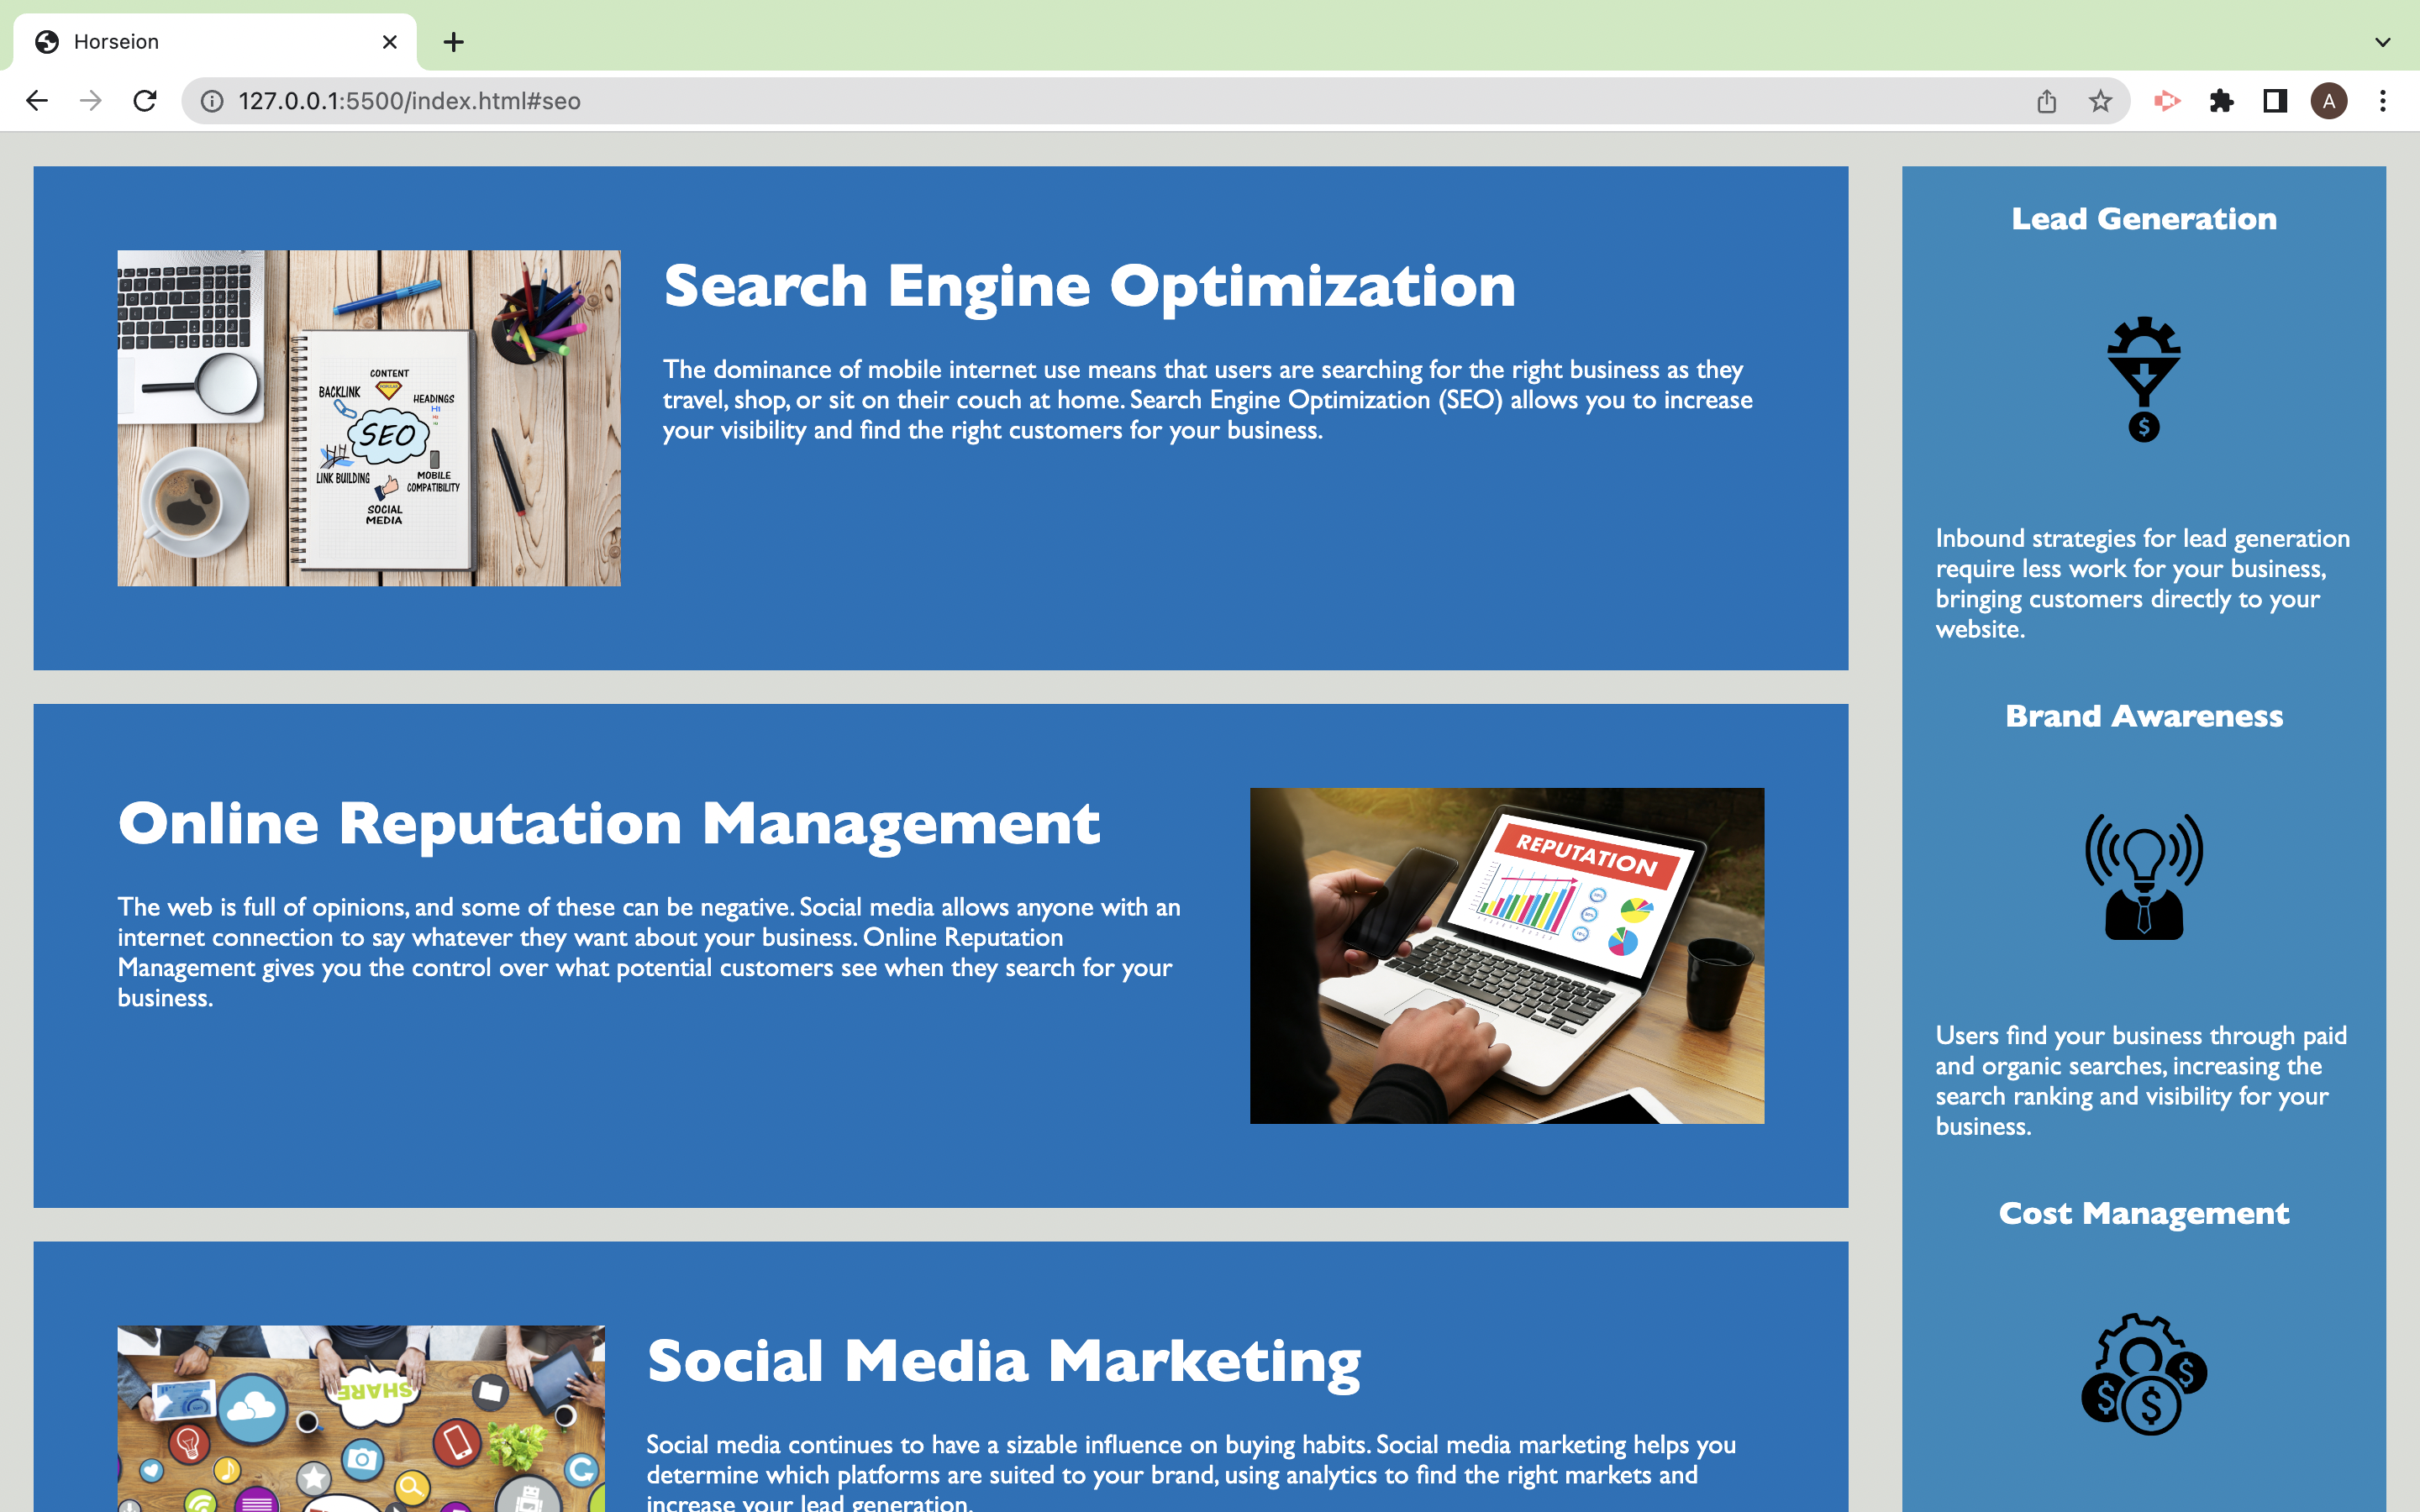 Horseion
127.0.0.1:5500/index.html#seo
A
Search Engine Optimization
The dominance of mobile internet use means that users are searching for the right business as they
travel, shop, or sit on their couch at home. Search Engine Optimization (SEO) allows you to increase
your visibility and find the right customers for your business.
CONTENT
BACKLINK
HEADINGS
H1
SEO
LINK BUILDING
MOBILE
COMPATIBILITY
SOCIAL
MEDIA
Online Reputation Management
The web is full of opinions, and some of these can be negative. Social media allows anyone with an
internet connection to say whatever they want about your business. Online Reputation
Management gives you the control over what potential customers see when they search for your
business.
REPUTATION
Social Media Marketing
Social media continues to have a sizable influence on buying habits. Social media marketing helps you
determine which platforms are suited to your brand, using analytics to find the right markets and
increase your lead generation.
SHARE
Lead Generation
$
Inbound strategies for lead generation
require less work for your business,
bringing customers directly to your
website.
Brand Awareness
Users find your business through paid
and organic searches, increasing the
search ranking and visibility for your
business.
Cost Management
$
$
$